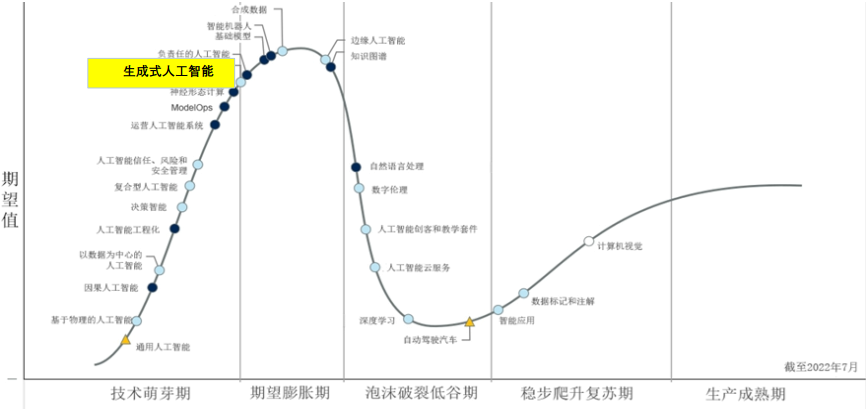 合成数据
智能机器人
基础模型
边缘人工智能
知识图谱
负责任的人工智能
生成式人工智能
神经形态计算
ModelOps
运营人工智能系统
人工智能信任、风险和
安全管理
复合型人工智能
决策智能
人工智能工程化
以数据为中心的
人工智能
因果人工智能
基于物理的人工智能
通用人工智能
自然语言处理
数字伦理
人工智能创客和教学套件
人工智能云服务
深度学习
自动驾驶汽车
智能应用
数据标记和注解
计算机视觉
期望值
截至2022年7月
技术萌芽期
期望膨胀期
泡沫破裂低谷期
稳步爬升复苏期
生产成熟期